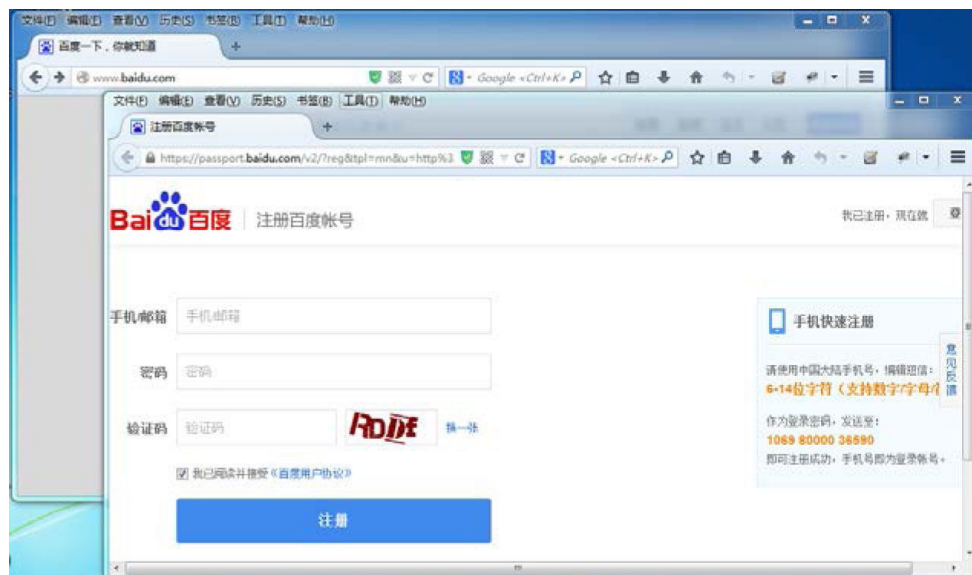 文件(F) 编辑(E) 查看(V) 历史(S) 书签(B) 工具(T) 帮助(H)
百度一下，你就知道
www.baidu.com
Google <Ctrl+K>
文件(F) 编辑(E) 查看(V) 历史(S) 书签(B) 工具(T) 帮助(H)
注册百度帐号
https://passport.baidu.com/v2/?reg&tpl=mn&u=http%3
Google <Ctrl+K>
Bai du 百度 注册百度帐号
我已注册，现在就 登
手机/邮箱 手机/邮箱
手机快速注册
密码 密码
意见反馈
请使用中国大陆手机号，编辑短信：
6-14位字符（支持数字/字母/
验证码 验证码 换一张
作为登录密码，发送至：
1069 80000 36590
即可注册成功，手机号即为登录帐号。
我已阅读并接受《百度用户协议》
注册